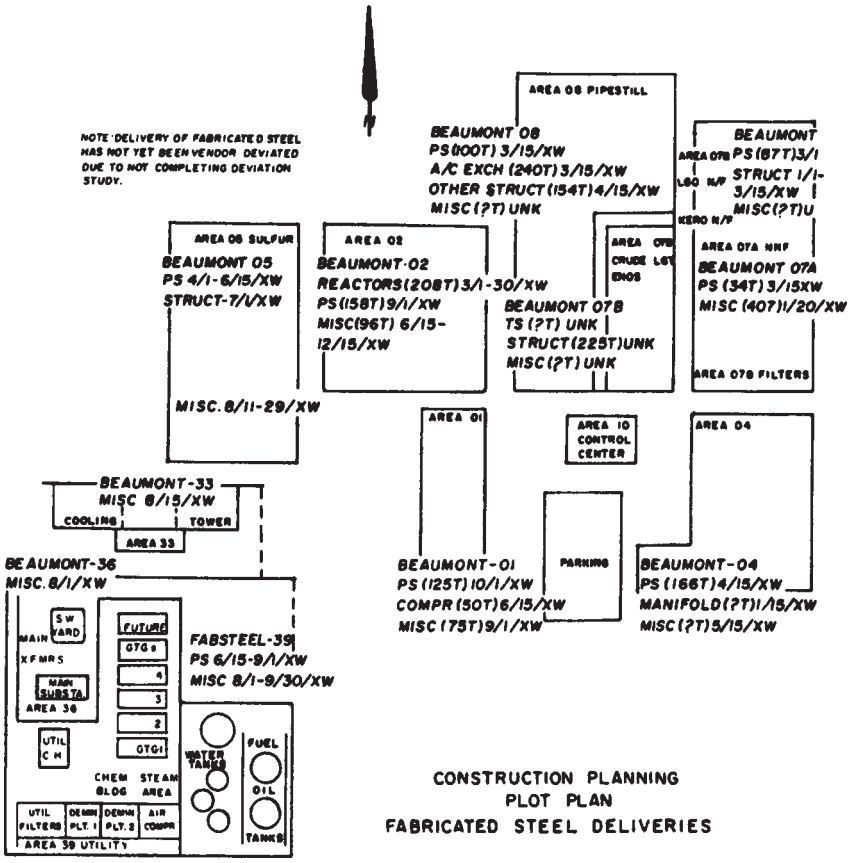 NOTE: DELIVERY OF FABRICATED STEEL
HAS NOT YET BEEN VENDOR DEVIATED
DUE TO NOT COMPLETING DEVIATION
STUDY.
N
AREA 08 PIPESTILL
BEAUMONT 08
PS(100T) 3/15/XW
A/C EXCH (240T) 3/15/XW
OTHER STRUCT (154T) 4/15/XW
MISC (?T) UNK
BEAUMONT
AREA 07B
PS(67T)3/1
LGO N/F
STRUCT 1/1-
3/15/XW
MISC(?T)U
KERO N/F
AREA 05 SULFUR
BEAUMONT 05
PS 4/1-6/15/XW
STRUCT-7/1/XW
MISC. 8/11-29/XW
AREA 02
BEAUMONT-02
REACTORS(208T)3/1-30/XW
PS(158T)9/1/XW
MISC(96T) 6/15-
12/15/XW
AREA 07B
CRUDE LGT
ENDS
BEAUMONT 07B
TS (?T) UNK
STRUCT(225T)UNK
MISC(?T) UNK
AREA 07A NNF
BEAUMONT 07A
PS (34T) 3/15XW
MISC (40T)1/20/XW
AREA 07B FILTERS
AREA 01
BEAUMONT-01
PS(125T)10/1/XW
COMPR(50T)6/15/XW
MISC (75T)9/1/XW
AREA 10
CONTROL
CENTER
PARKING
AREA 04
BEAUMONT-04
PS(166T)4/15/XW
MANIFOLD(?T)1/15/XW
MISC (?T)5/15/XW
BEAUMONT-33
MISC 8/15/XW
COOLING
TOWER
AREA 33
BEAUMONT-36
MISC. 8/1/XW
SW
YARD
MAIN
XFMRS
MAIN
SUBSTA.
AREA 36
UTIL
C H
FUTURE
GTG 5
4
3
2
GTG1
FABSTEEL-39
PS 6/15-9/1/XW
MISC 8/1-9/30/XW
WATER
TANKS
FUEL
OIL
TANKS
CHEM
BLDG
STEAM
AREA
UTIL
FILTERS
DEMIN
PLT. 1
DEMIN
PLT. 2
AIR
COMPR
AREA 39 UTILITY
CONSTRUCTION PLANNING
PLOT PLAN
FABRICATED STEEL DELIVERIES